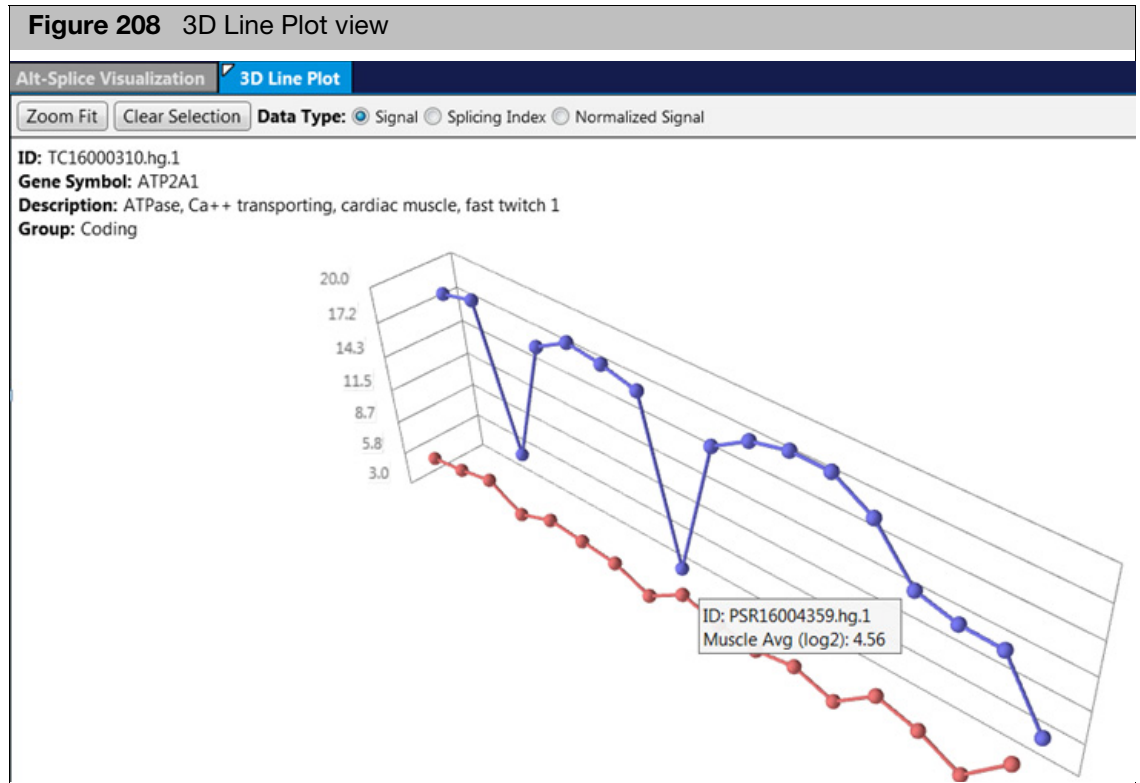 Figure 208 3D Line Plot view
Alt-Splice Visualization 3D Line Plot
Zoom Fit Clear Selection Data Type: Signal Splicing Index Normalized Signal
ID: TC16000310.hg.1
Gene Symbol: ATP2A1
Description: ATPase, Ca++ transporting, cardiac muscle, fast twitch 1
Group: Coding
20.0
17.2
14.3
11.5
8.7
5.8
3.0
ID: PSR16004359.hg.1
Muscle Avg (log2): 4.56